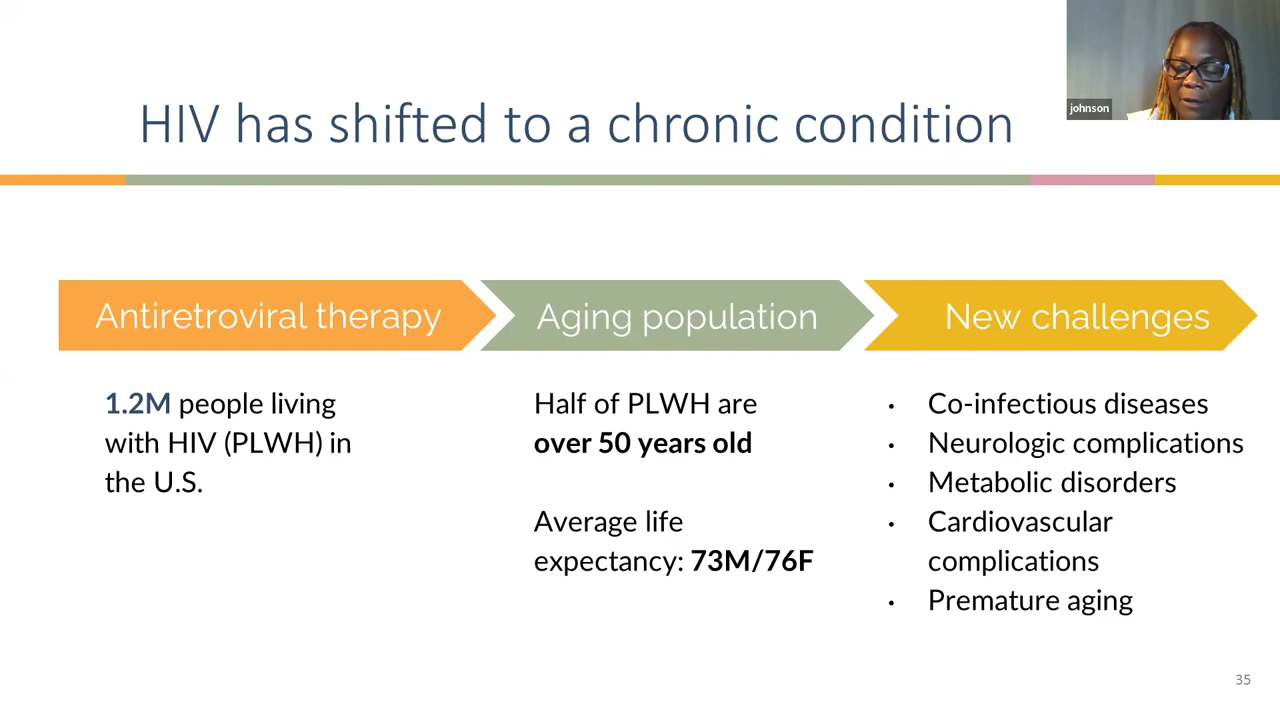 johnson
HIV has shifted to a chronic condition
Antiretroviral therapy
Aging population
New challenges
1.2M people living
with HIV (PLWH) in
the U.S.
Half of PLWH are
over 50 years old
Average life
expectancy: 73M/76F
• Co-infectious diseases
• Neurologic complications
• Metabolic disorders
• Cardiovascular
complications
• Premature aging
35